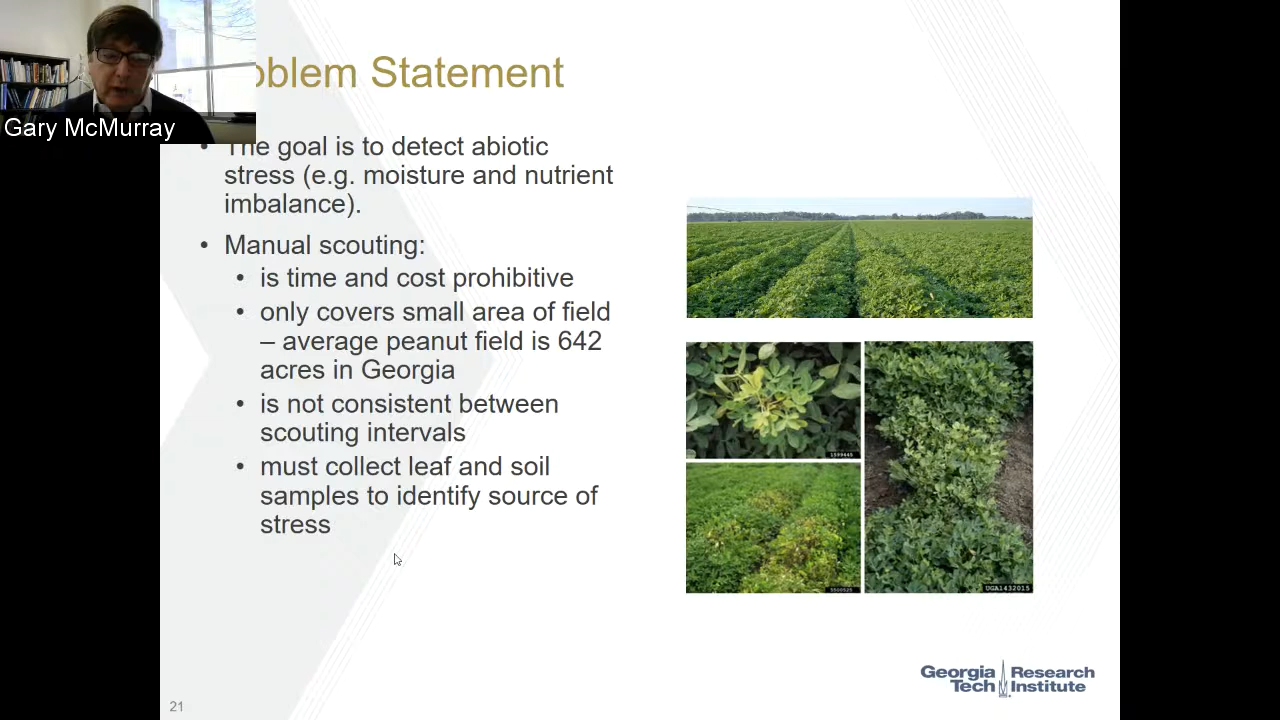 oblem Statement
Gary McMurray
• The goal is to detect abiotic
stress (e.g. moisture and nutrient
imbalance).
• Manual scouting:
• is time and cost prohibitive
• only covers small area of field
– average peanut field is 642
acres in Georgia
• is not consistent between
scouting intervals
• must collect leaf and soil
samples to identify source of
stress
1599445
UGA1432015
Georgia Research
Tech Institute
21